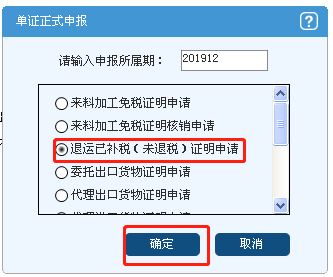 单证正式申报
?
请输入申报所属期： 201912
来料加工免税证明申请
来料加工免税证明核销申请
退运已补税（未退税）证明申请
委托出口货物证明申请
代理出口货物证明申请
确定 取消